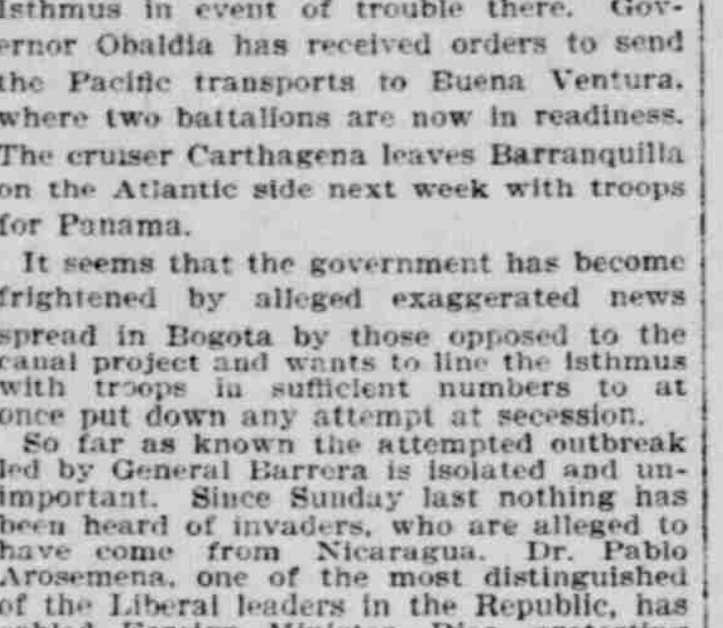 Isthmus in event of trouble there. Gov-
ernor Obaldia has received orders to send
the Pacific transports to Buena Ventura,
where two battalions are now in readiness.
The cruiser Carthagena leaves Barranquilla
on the Atlantic side next week with troops
for Panama.
It seems that the government has become
frightened by alleged exaggerated news
spread in Bogota by those opposed to the
canal project and wants to line the isthmus
with troops in sufficient numbers to at
once put down any attempt at secession.
So far as known the attempted outbreak
led by General Barrera is isolated and un-
important. Since Sunday last nothing has
been heard of invaders, who are alleged to
have come from Nicaragua. Dr. Pablo
Arosemena, one of the most distinguished
of the Liberal leaders in the Republic, has